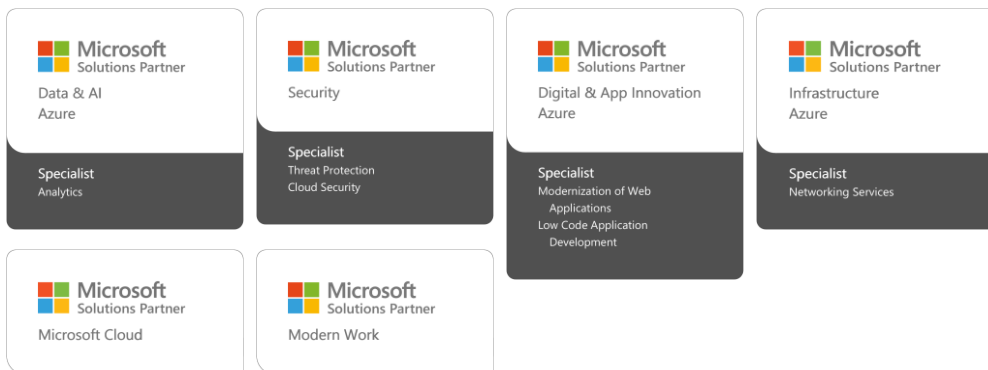 Microsoft
Solutions Partner
Data & AI
Azure
Specialist
Analytics
Microsoft
Solutions Partner
Security
Specialist
Threat Protection
Cloud Security
Microsoft
Solutions Partner
Digital & App Innovation
Azure
Specialist
Modernization of Web
Applications
Low Code Application
Development
Microsoft
Solutions Partner
Infrastructure
Azure
Specialist
Networking Services
Microsoft
Solutions Partner
Microsoft Cloud
Microsoft
Solutions Partner
Modern Work